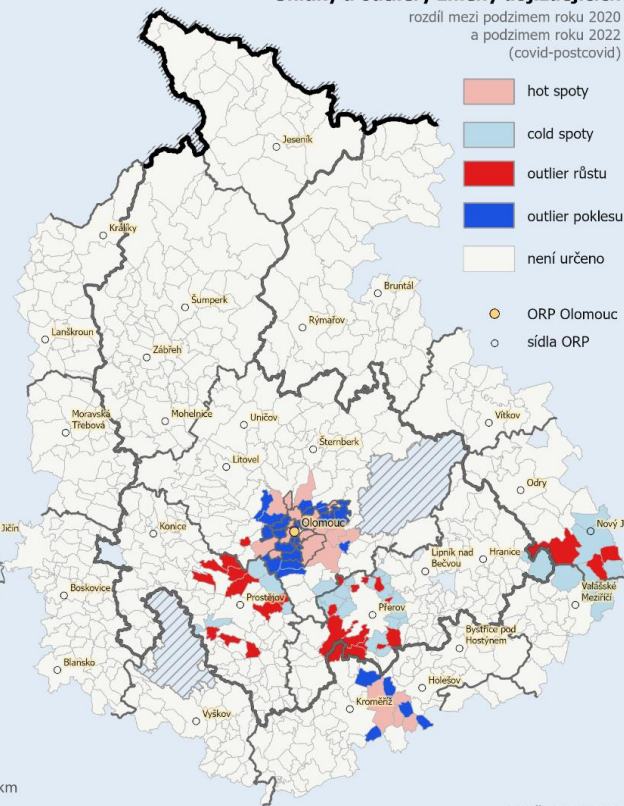 rozdíl mezi podzimem roku 2020
a podzimem roku 2022
(covid-postcovid)
hot spoty
cold spoty
outlier růstu
outlier poklesu
není určeno
ORP Olomouc
sídla ORP
Jeseník
Králíky
Bruntál
Šumperk
Rýmařov
Lanškroun
Zábřeh
Moravská
Třebová
Mohelnice
Uničov
Vítkov
Šternberk
Litovel
Odry
Jičín
Konice
Olomouc
Nový J
Lipník nad
Bečvou
Hranice
Boskovice
Prostějov
Přerov
Valašské
Meziříčí
Bystřice pod
Hostýnem
Blansko
Holešov
Kroměříž
Vyškov
km